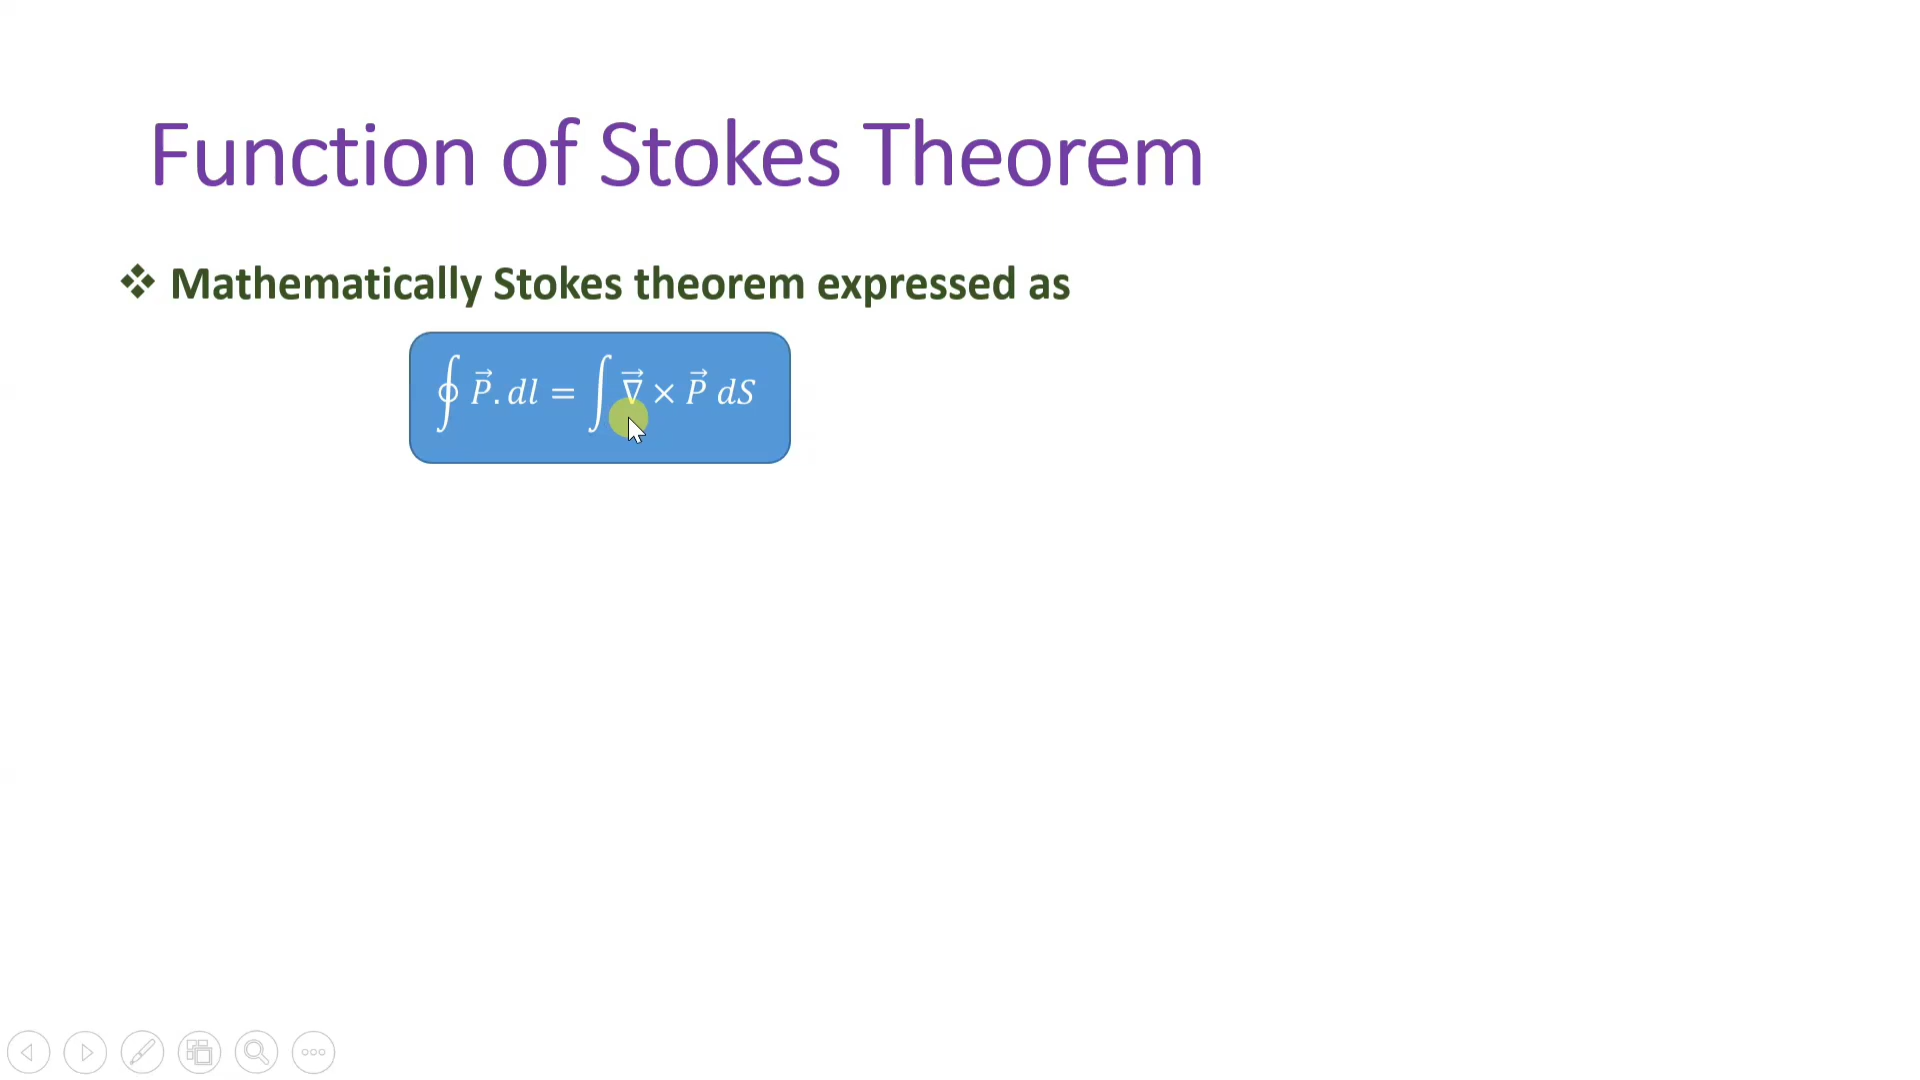 Function of Stokes Theorem
❖ Mathematically Stokes theorem expressed as
∮ P⃗. dl = ∫ ∇⃗ × P⃗ dS